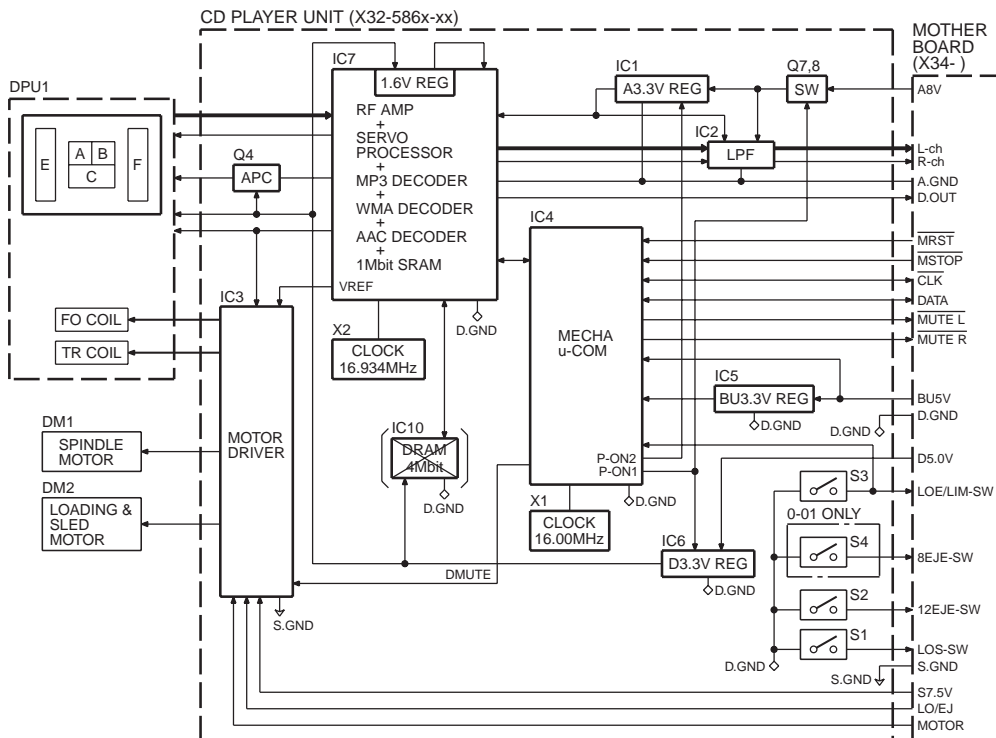 CD PLAYER UNIT (X32-586x-xx)
MOTHER
BOARD
(X34- )
DPU1
E
A
B
C
F
FO COIL
TR COIL
DM1
SPINDLE
MOTOR
DM2
LOADING &
SLED
MOTOR
Q4
APC
IC3
MOTOR
DRIVER
S.GND
IC7
1.6V REG
RF AMP
+
SERVO
PROCESSOR
+
MP3 DECODER
+
WMA DECODER
+
AAC DECODER
+
1Mbit SRAM
VREF
D.GND
X2
CLOCK
16.934MHz
IC10
DRAM
4Mbit
D.GND
DMUTE
IC1
A3.3V REG
Q7,8
SW
IC2
LPF
IC4
MECHA
u-COM
P-ON2
P-ON1
D.GND
X1
CLOCK
16.00MHz
IC5
BU3.3V REG
D.GND
D.GND
IC6
D3.3V REG
D.GND
S3
0-01 ONLY
S4
S2
S1
D.GND
S.GND
A8V
L-ch
R-ch
A.GND
D.OUT
MRST
MSTOP
CLK
DATA
MUTE L
MUTE R
BU5V
D.GND
D5.0V
LOE/LIM-SW
8EJE-SW
12EJE-SW
LOS-SW
S.GND
S7.5V
LO/EJ
MOTOR